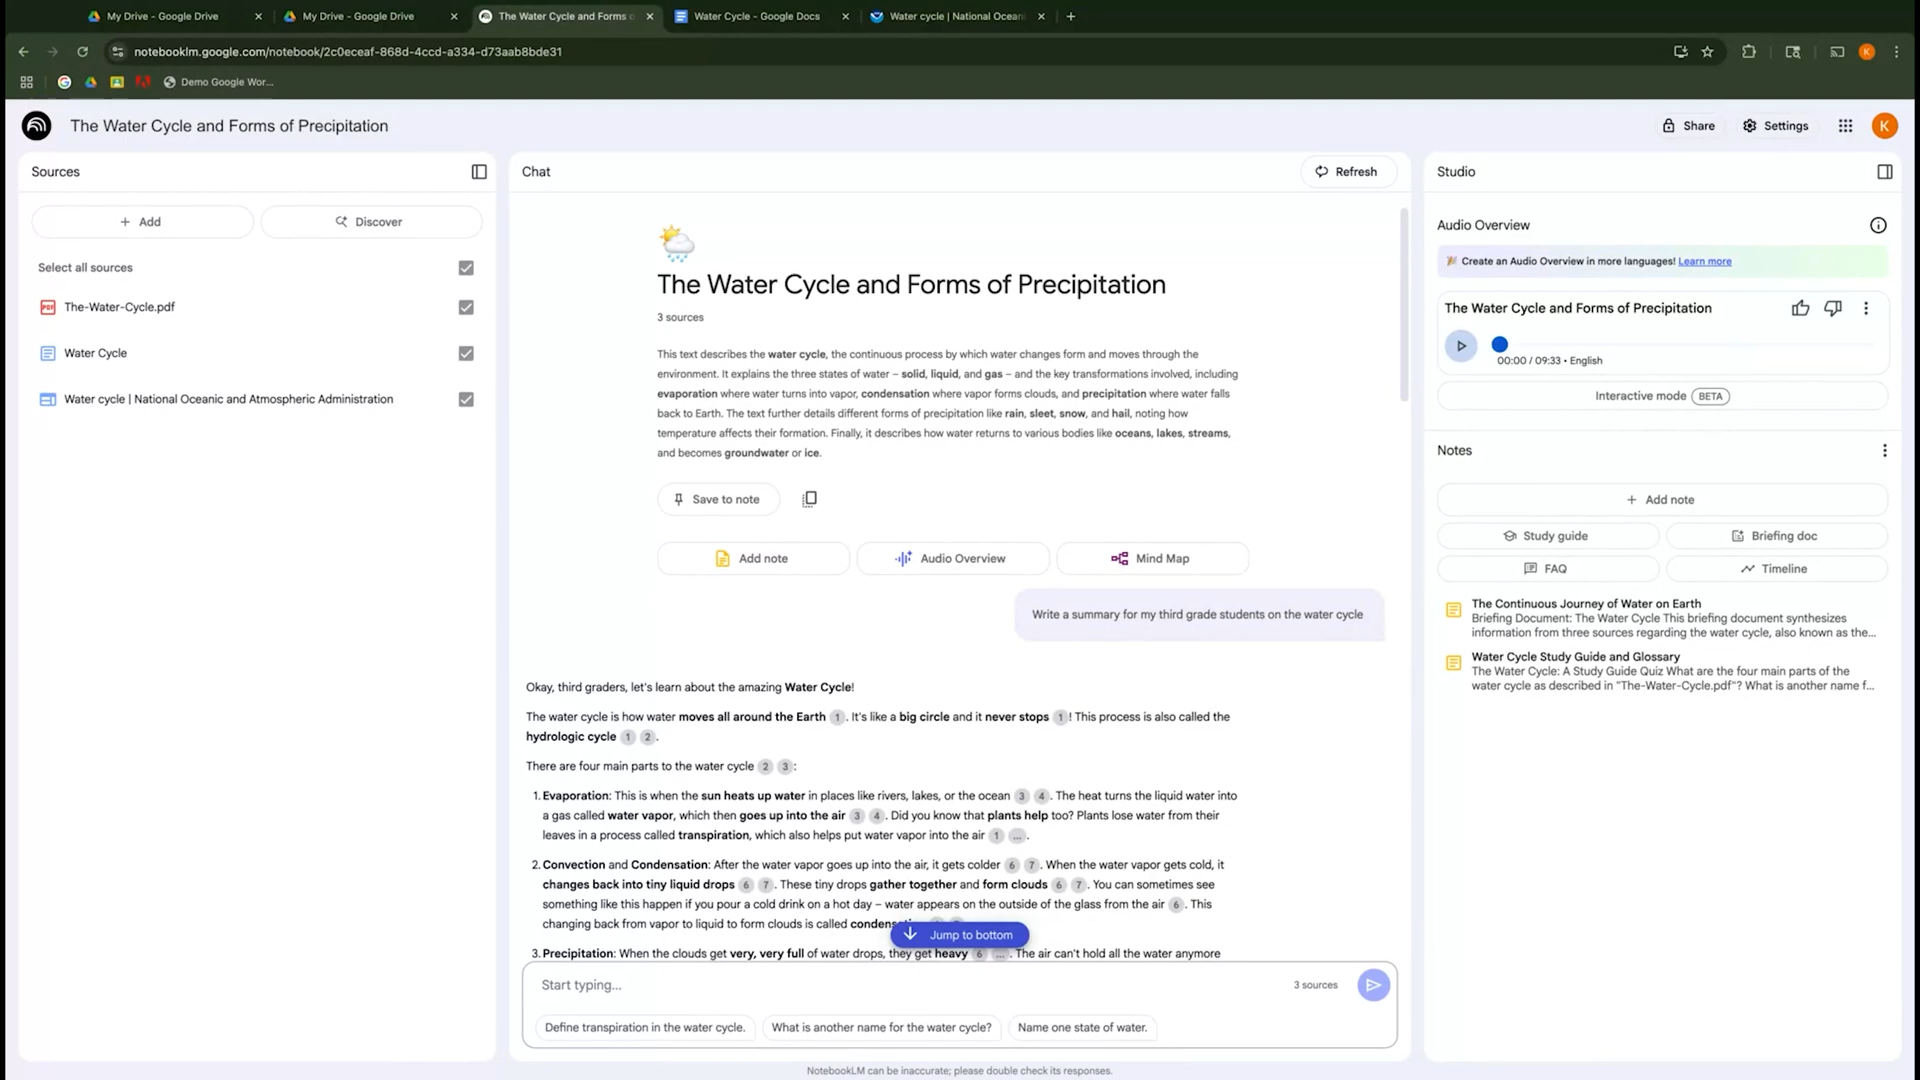 My Drive - Google Drive
My Drive - Google Drive
The Water Cycle and Forms o
Water Cycle - Google Docs
Water cycle | National Ocean
notebooklm.google.com/notebook/2c0eceaf-868d-4ccd-a334-d73aab8bde31
K
Demo Google Wor...
The Water Cycle and Forms of Precipitation
Share
Settings
K
Sources
Add
Discover
Select all sources
PDF
The-Water-Cycle.pdf
Water Cycle
Water cycle | National Oceanic and Atmospheric Administration
Chat
Refresh
The Water Cycle and Forms of Precipitation
3 sources
This text describes the water cycle, the continuous process by which water changes form and moves through the
environment. It explains the three states of water – solid, liquid, and gas – and the key transformations involved, including
evaporation where water turns into vapor, condensation where vapor forms clouds, and precipitation where water falls
back to Earth. The text further details different forms of precipitation like rain, sleet, snow, and hail, noting how
temperature affects their formation. Finally, it describes how water returns to various bodies like oceans, lakes, streams,
and becomes groundwater or ice.
Save to note
Add note
Audio Overview
Mind Map
Write a summary for my third grade students on the water cycle
Okay, third graders, let's learn about the amazing Water Cycle!
The water cycle is how water moves all around the Earth 1. It's like a big circle and it never stops 1! This process is also called the
hydrologic cycle 1 2.
There are four main parts to the water cycle 2 3:
1. Evaporation: This is when the sun heats up water in places like rivers, lakes, or the ocean 3 4. The heat turns the liquid water into
a gas called water vapor, which then goes up into the air 3 4. Did you know that plants help too? Plants lose water from their
leaves in a process called transpiration, which also helps put water vapor into the air 1 ....
2. Convection and Condensation: After the water vapor goes up into the air, it gets colder 6 7. When the water vapor gets cold, it
changes back into tiny liquid drops 6 7. These tiny drops gather together and form clouds 6 7. You can sometimes see
something like this happen if you pour a cold drink on a hot day – water appears on the outside of the glass from the air 6. This
changing back from vapor to liquid to form clouds is called
Jump to bottom
3. Precipitation: When the clouds get very, very full of water drops, they get heavy 6 .... The air can't hold all the water anymore
Start typing...
3 sources
Define transpiration in the water cycle.
What is another name for the water cycle?
Name one state of water.
NotebookLM can be inaccurate; please double check its responses.
Studio
Audio Overview
Create an Audio Overview in more languages! Learn more
The Water Cycle and Forms of Precipitation
00:00 / 09:33 • English
Interactive mode BETA
Notes
Add note
Study guide
Briefing doc
FAQ
Timeline
The Continuous Journey of Water on Earth
Briefing Document: The Water Cycle This briefing document synthesizes
information from three sources regarding the water cycle, also known as the...
Water Cycle Study Guide and Glossary
The Water Cycle: A Study Guide Quiz What are the four main parts of the
water cycle as described in "The-Water-Cycle.pdf"? What is another name f...